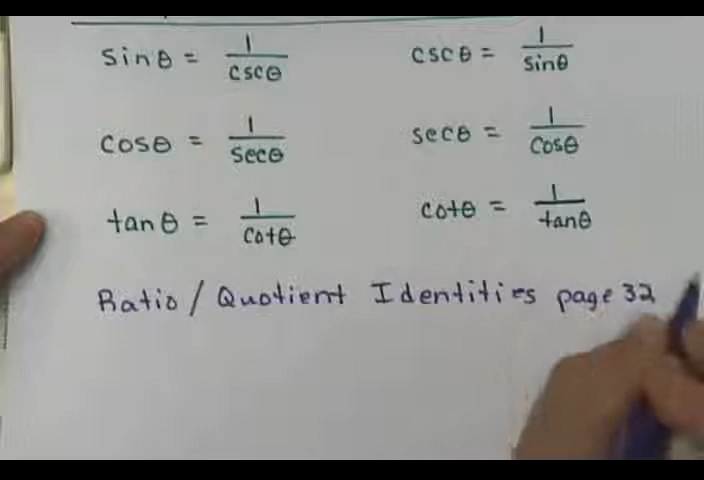 sinθ = 1/cscθ cscθ = 1/sinθ
cosθ = 1/secθ secθ = 1/cosθ
tanθ = 1/cotθ cotθ = 1/tanθ
Ratio/Quotient Identities page 32